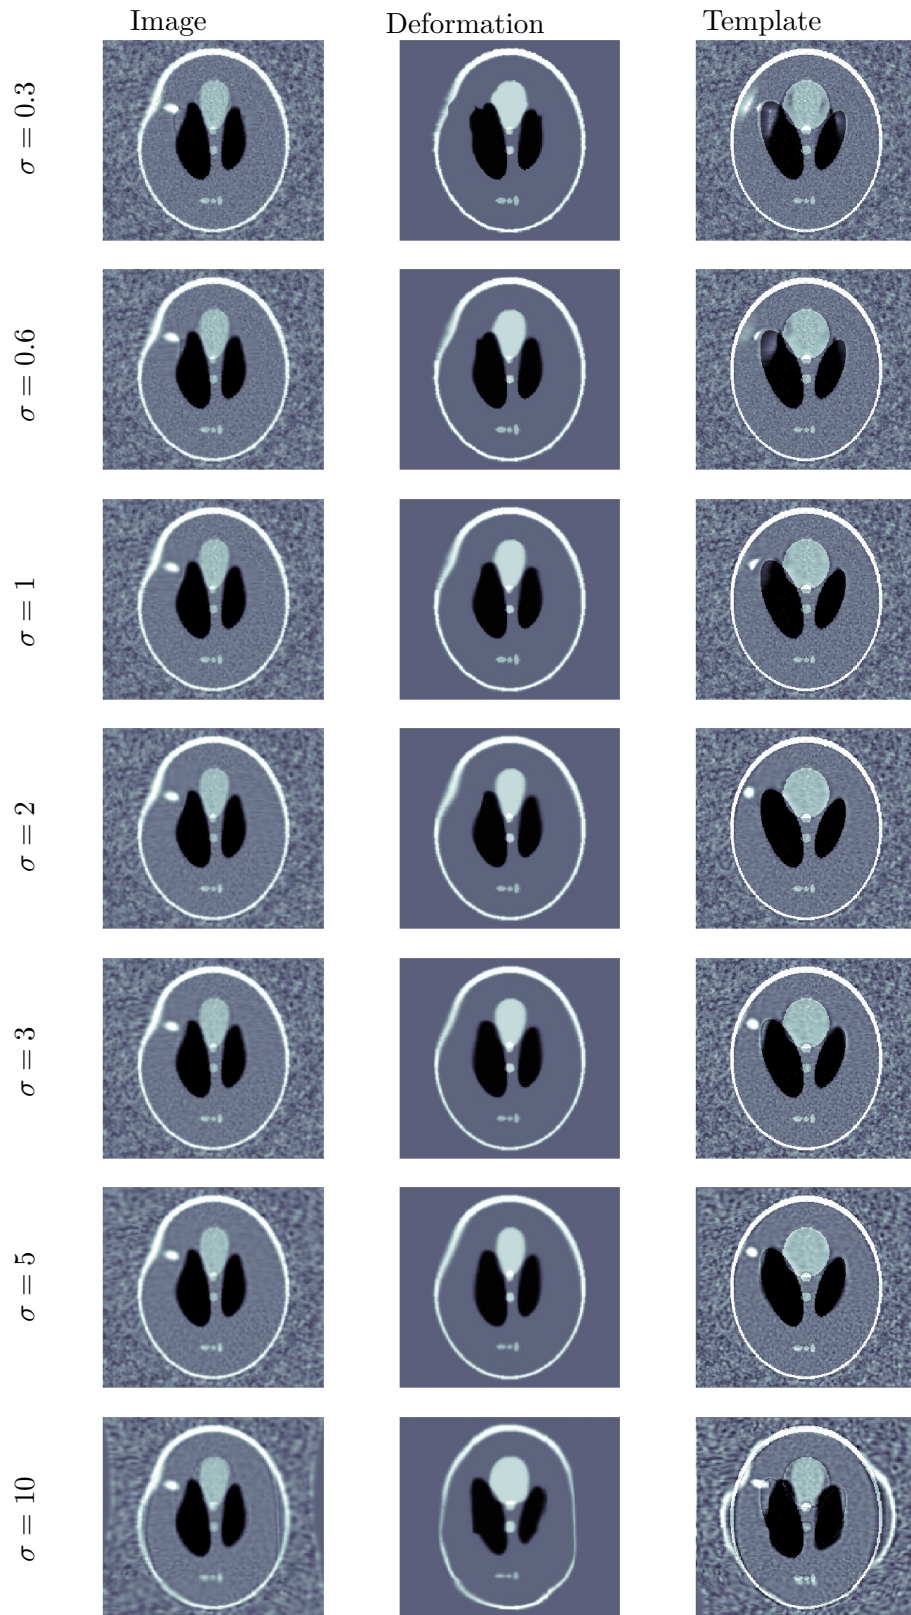 Image Deformation Template
σ = 0.3
σ = 0.6
σ = 1
σ = 2
σ = 3
σ = 5
σ = 10